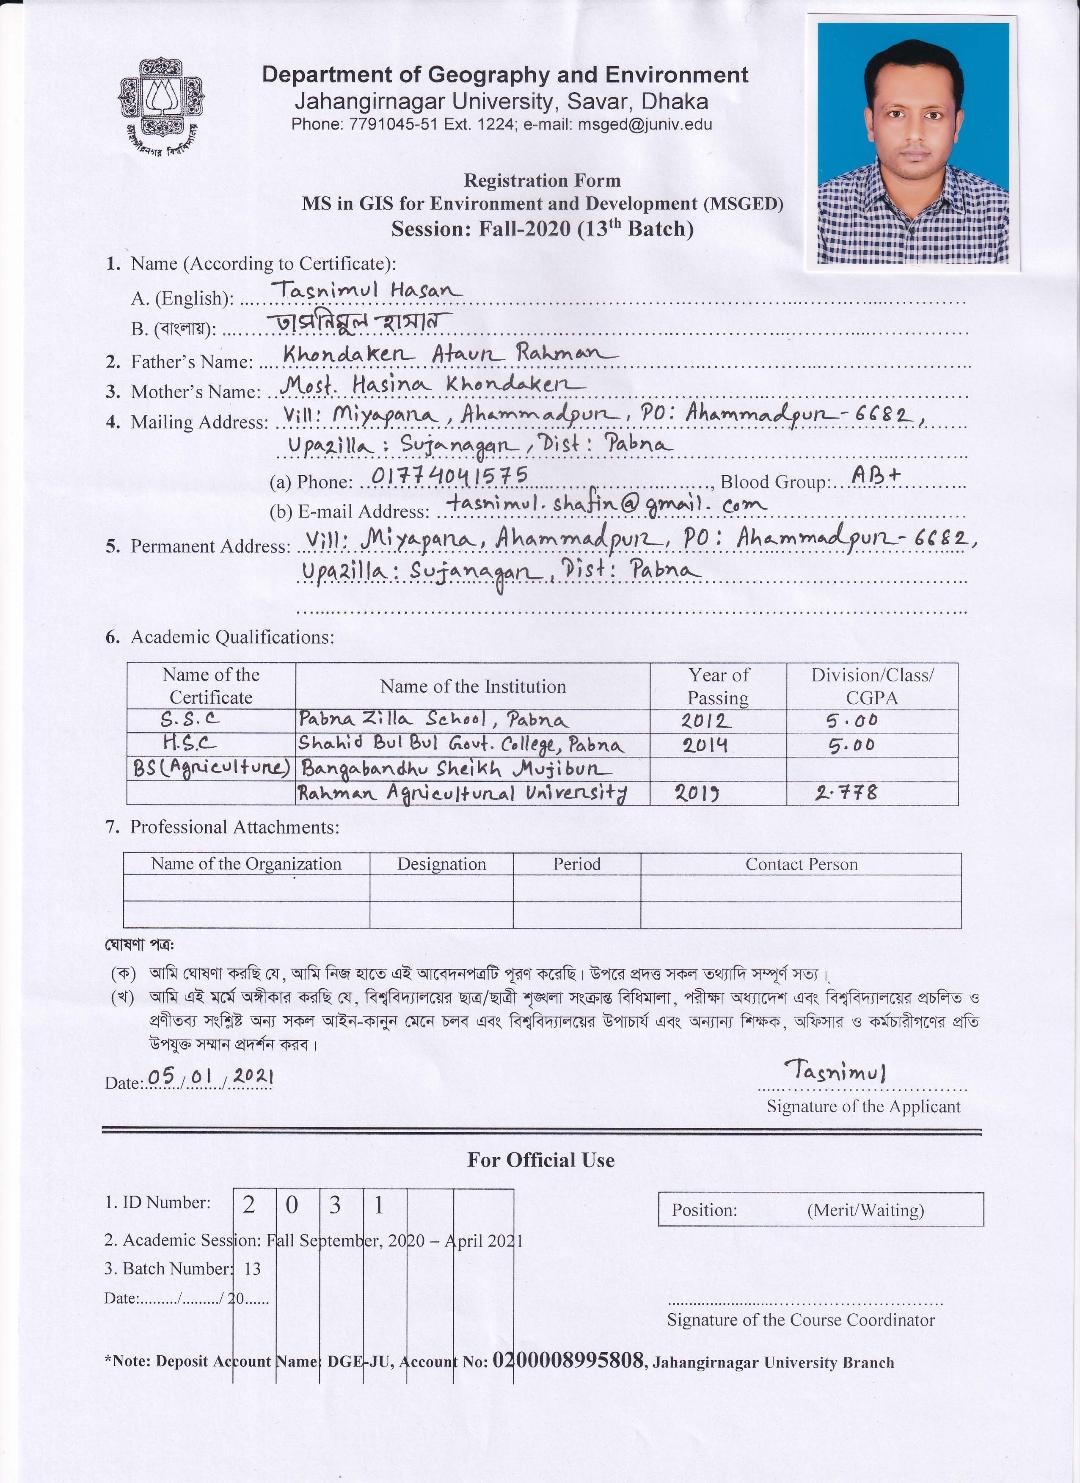 Department of Geography and Environment
Jahangirnagar University, Savar, Dhaka
Phone: 7791045-51 Ext. 1224; e-mail: msged@juniv.edu
জাহাঙ্গীরনগর বিশ্ববিদ্যালয়
Registration Form
MS in GIS for Environment and Development (MSGED)
Session: Fall-2020 (13th Batch)
1. Name (According to Certificate):
A. (English): Tasnimul Hasan
B. (বাংলায়): তাসনিমুল হাসান
2. Father's Name: Khondaker Ataur Rahman
3. Mother's Name: Most. Hasina Khondaker
4. Mailing Address: Vill: Miyapara, Ahammadpur, PO: Ahammadpur-6682,
Upazilla: Sujanagar, Dist: Pabna
(a) Phone: 01774041575, Blood Group: AB+
(b) E-mail Address: tasnimul.shafin@gmail.com
5. Permanent Address: Vill: Miyapara, Ahammadpur, PO: Ahammadpur-6682,
Upazilla: Sujanagar, Dist: Pabna
6. Academic Qualifications:
Name of the Certificate Name of the Institution Year of Passing Division/Class/CGPA
S.S.C Pabna Zilla School, Pabna 2012 5.00
H.S.C Shahid Bul Bul Govt. College, Pabna 2014 5.00
BS (Agriculture) Bangabandhu Sheikh Mujibur
Rahman Agricultural University 2019 2.778
7. Professional Attachments:
Name of the Organization Designation Period Contact Person
ঘোষণা পত্র:
(ক) আমি ঘোষণা করছি যে, আমি নিজ হাতে এই আবেদনপত্রটি পূরণ করেছি। উপরে প্রদত্ত সকল তথ্যাদি সম্পূর্ণ সত্য।
(খ) আমি এই মর্মে অঙ্গীকার করছি যে, বিশ্ববিদ্যালয়ের ছাত্র/ছাত্রী শৃঙ্খলা সংক্রান্ত বিধিমালা, পরীক্ষা অধ্যাদেশ এবং বিশ্ববিদ্যালয়ের প্রচলিত ও
প্রণীতব্য সংশ্লিষ্ট অন্য সকল আইন-কানুন মেনে চলব এবং বিশ্ববিদ্যালয়ের উপাচার্য এবং অন্যান্য শিক্ষক, অফিসার ও কর্মচারীগণের প্রতি
উপযুক্ত সম্মান প্রদর্শন করব।
Date: 05/01/2021 Tasnimul
Signature of the Applicant
For Official Use
1. ID Number: 2 0 3 1 Position: (Merit/Waiting)
2. Academic Session: Fall September, 2020 – April 2021
3. Batch Number: 13
Date:........./........./ 20......
Signature of the Course Coordinator
*Note: Deposit Account Name: DGE-JU, Account No: 0200008995808, Jahangirnagar University Branch